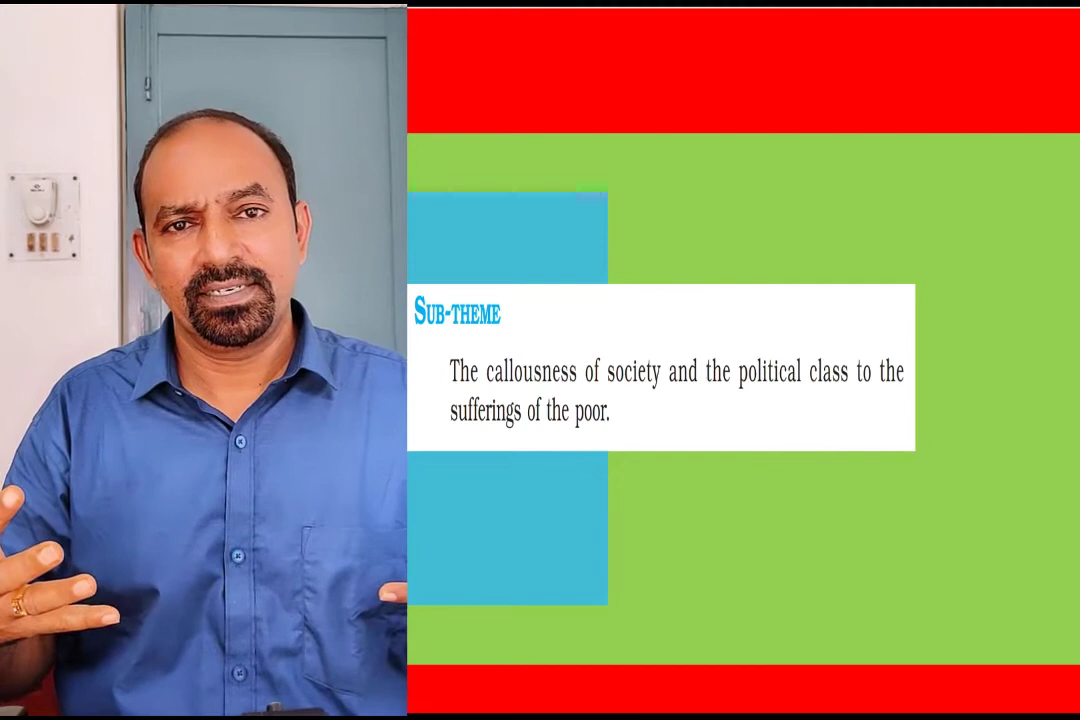 SUB-THEME
The callousness of society and the political class to the
sufferings of the poor.